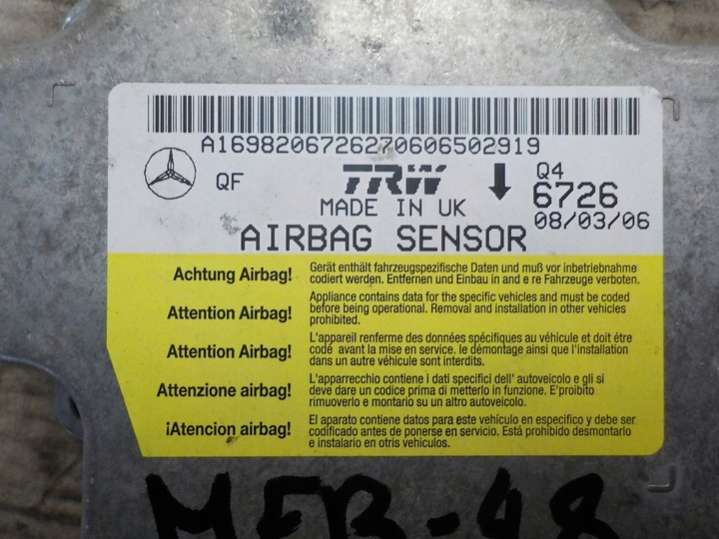 A1698206726270606502919
QF
TRW
Q4
6726
MADE IN UK
08/03/06
AIRBAG SENSOR
Achtung Airbag!
Gerät enthält fahrzeugspezifische Daten und muß vor inbetriebnahme
codiert werden. Entfernen und Einbau in and e re Fahrzeuge verboten.
Attention Airbag!
Appliance contains data for the specific vehicles and must be coded
before being operational. Removal and installation in other vehicles
prohibited.
Attention Airbag!
L'appareil renferme des données spécifiques au véhicule et doit étre
codé avant la mise en service. le démontage ainsi que l'installation
dans un autre véhicule sont interdits.
Attenzione airbag!
L'apparrecchio contiene i dati specifici dell' autoveicolo e gli si
deve dare un codice prima di metterlo in funzione. E'proibito
rimuoverlo e montario su un altro autoveicolo.
¡Atencion airbag!
El aparato contiene datos para este vehículo en especifico y debe ser
codificado antes de ponerse en servicio. Está prohibido desmontarlo
e instalario en otris vehículos.
MFB-48